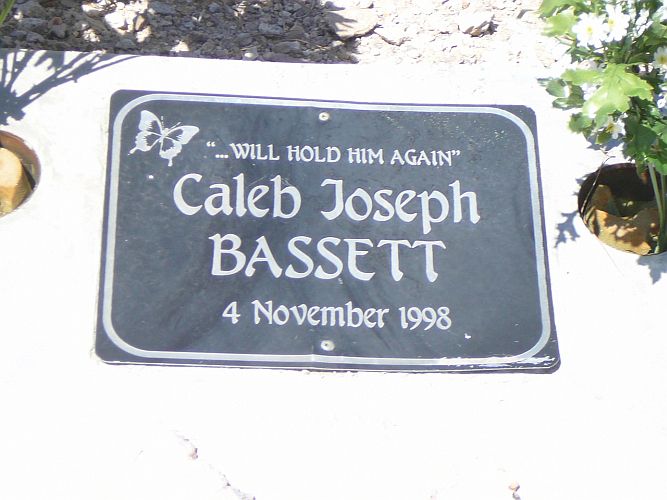 "...WILL HOLD HIM AGAIN"
Caleb Joseph
BASSETT
4 November 1998